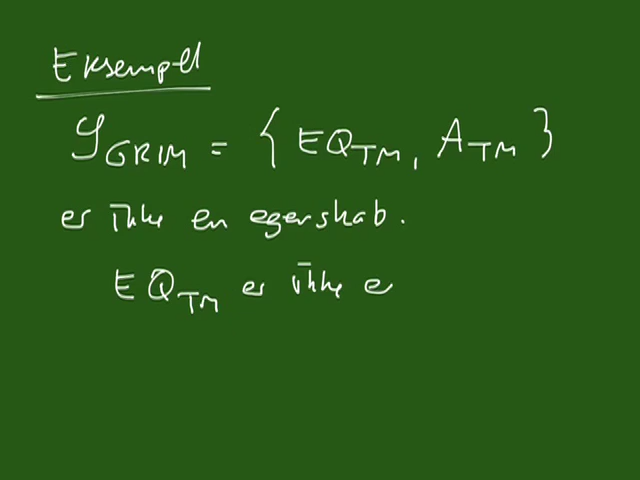 Eksempel
𝒮GRIM = { EQTM, ATM }
er ikke en egenskab.
EQTM er ikke e